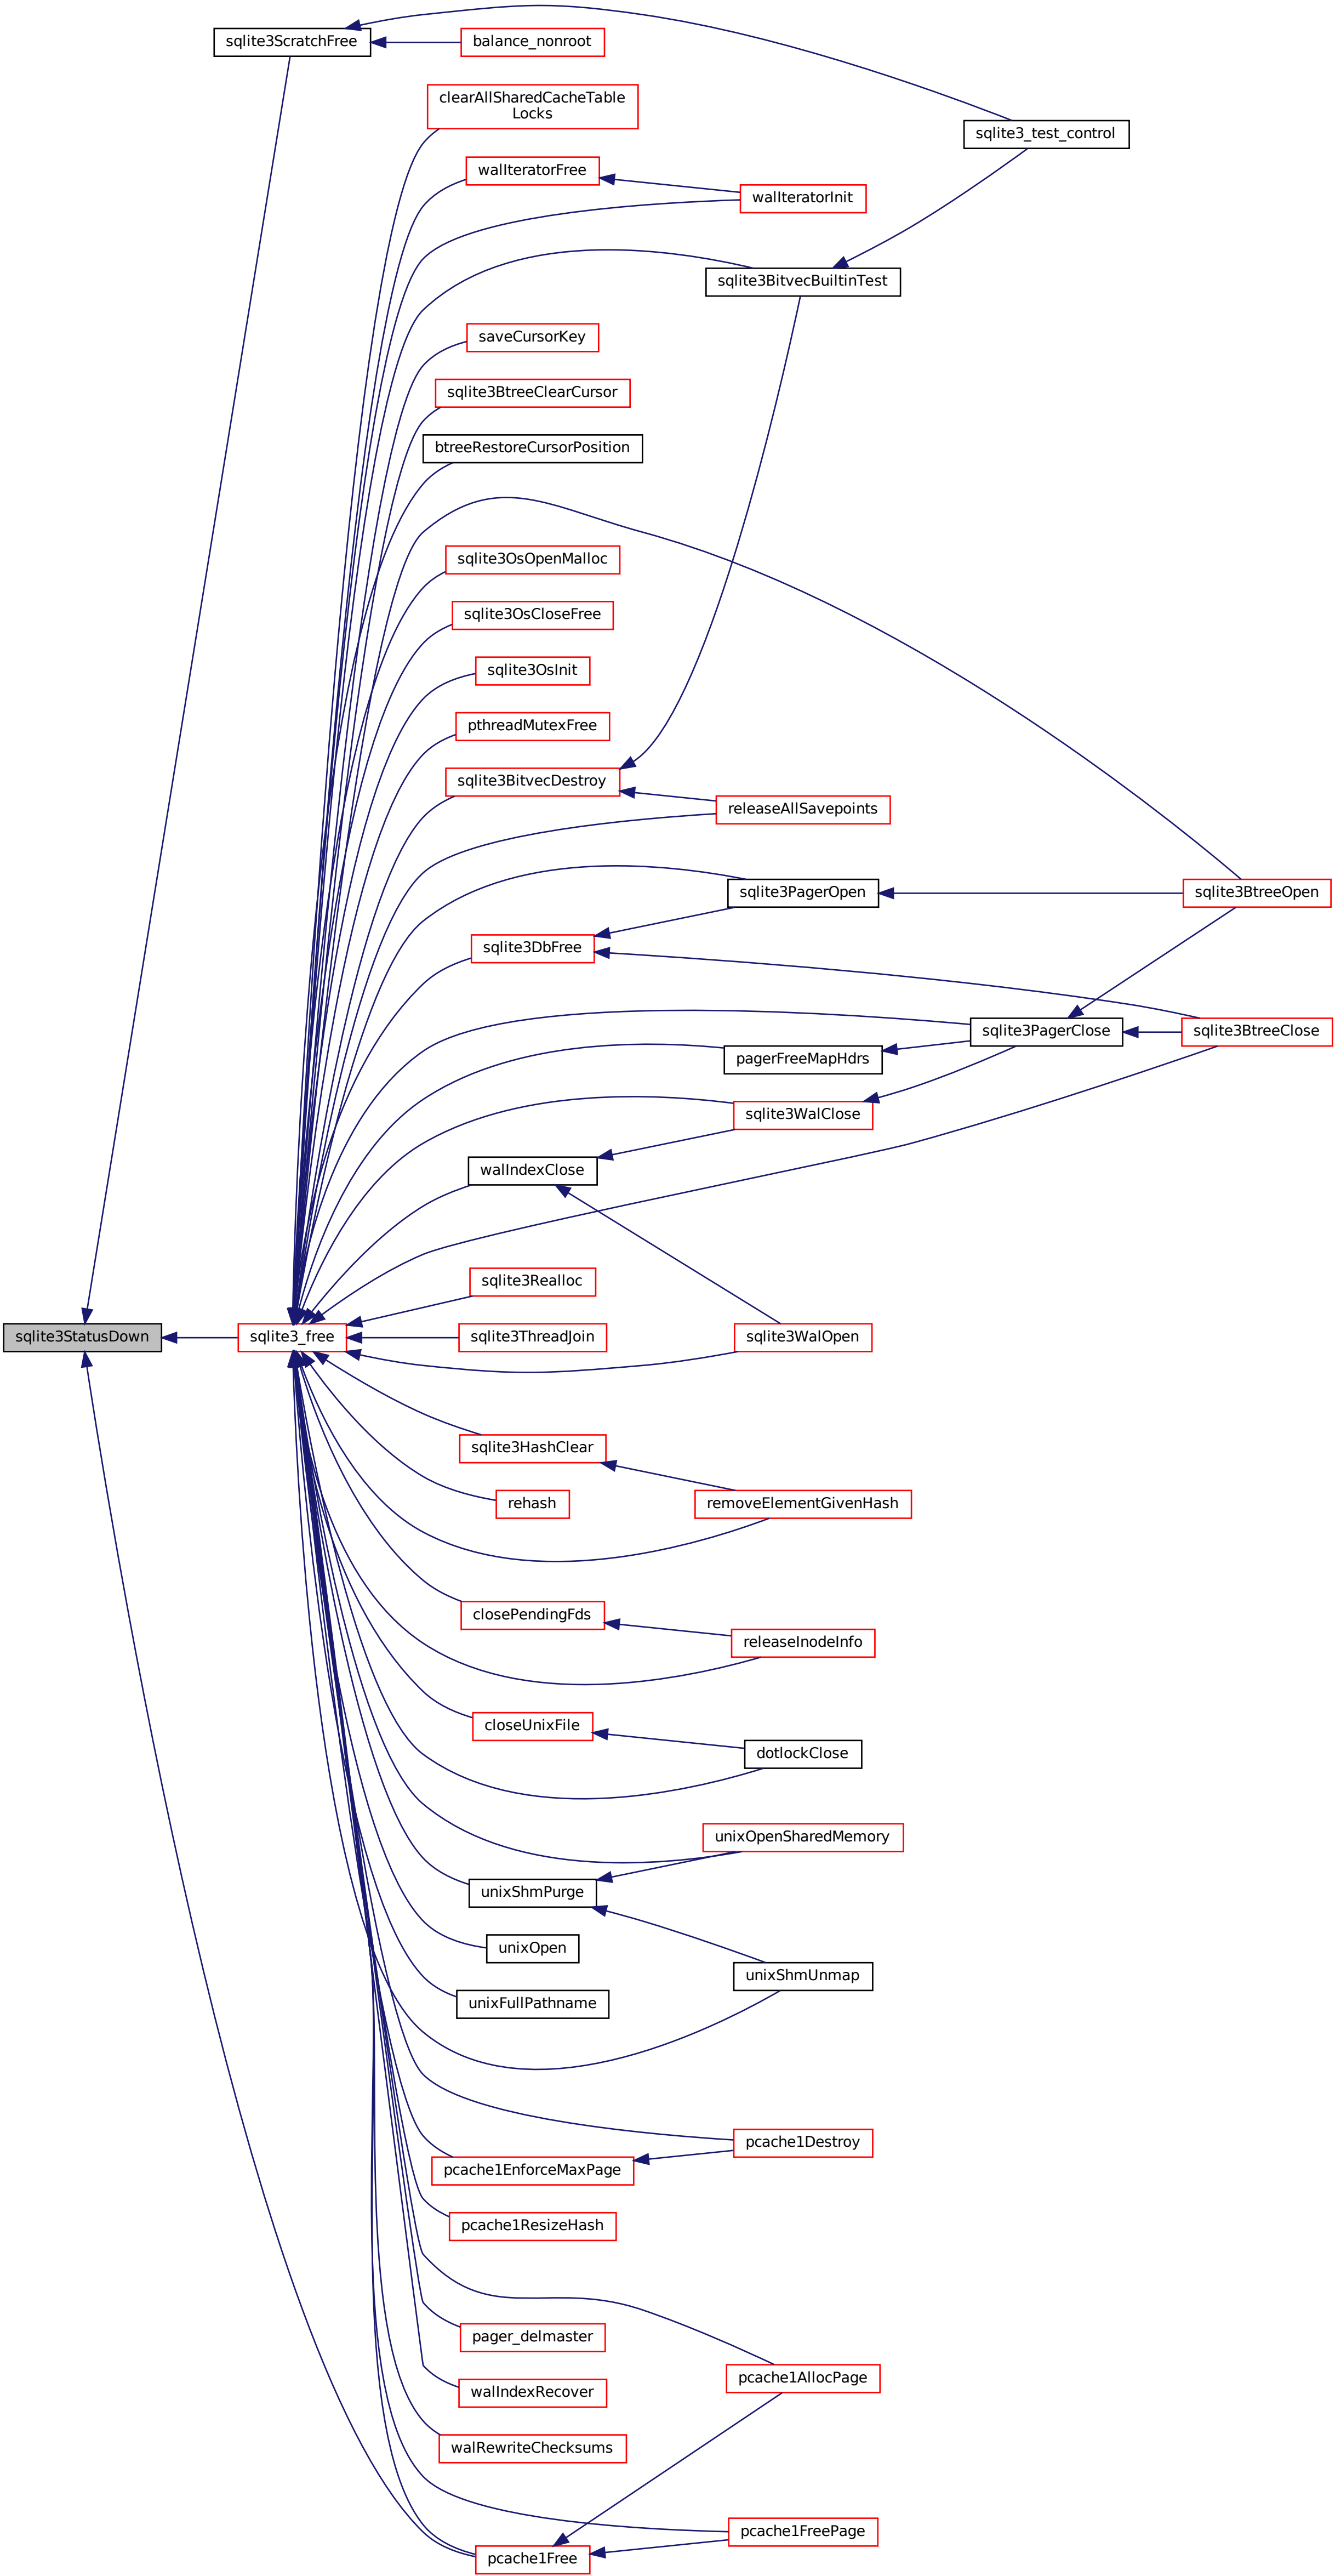 sqlite3ScratchFree
balance_nonroot
clearAllSharedCacheTable
Locks
sqlite3_test_control
walIteratorFree
walIteratorInit
sqlite3BitvecBuiltinTest
saveCursorKey
sqlite3BtreeClearCursor
btreeRestoreCursorPosition
sqlite3OsOpenMalloc
sqlite3OsCloseFree
sqlite3OsInit
pthreadMutexFree
sqlite3BitvecDestroy
releaseAllSavepoints
sqlite3PagerOpen
sqlite3BtreeOpen
sqlite3DbFree
sqlite3PagerClose
sqlite3BtreeClose
pagerFreeMapHdrs
sqlite3WalClose
walIndexClose
sqlite3Realloc
sqlite3StatusDown
sqlite3_free
sqlite3ThreadJoin
sqlite3WalOpen
sqlite3HashClear
rehash
removeElementGivenHash
closePendingFds
releaseInodeInfo
closeUnixFile
dotlockClose
unixOpenSharedMemory
unixShmPurge
unixOpen
unixShmUnmap
unixFullPathname
pcache1Destroy
pcache1EnforceMaxPage
pcache1ResizeHash
pager_delmaster
pcache1AllocPage
walIndexRecover
walRewriteChecksums
pcache1FreePage
pcache1Free